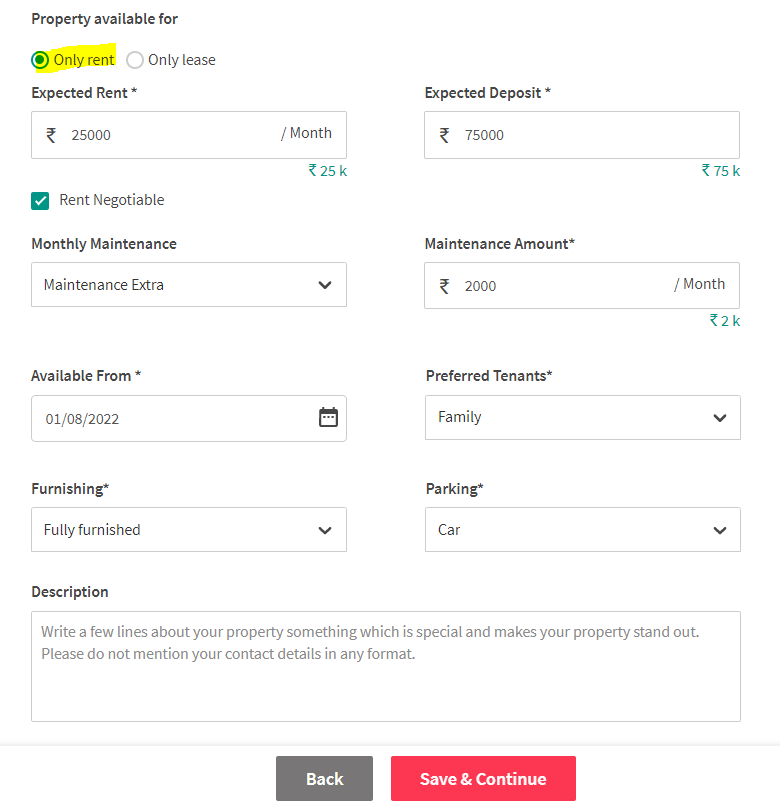 Property available for
Only rent Only lease
Expected Rent * Expected Deposit *
₹ 25000 / Month ₹ 75000
₹ 25 k ₹ 75 k
Rent Negotiable
Monthly Maintenance Maintenance Amount*
Maintenance Extra ₹ 2000 / Month
₹ 2 k
Available From * Preferred Tenants*
01/08/2022 Family
Furnishing* Parking*
Fully furnished Car
Description
Write a few lines about your property something which is special and makes your property stand out.
Please do not mention your contact details in any format.
Back Save & Continue